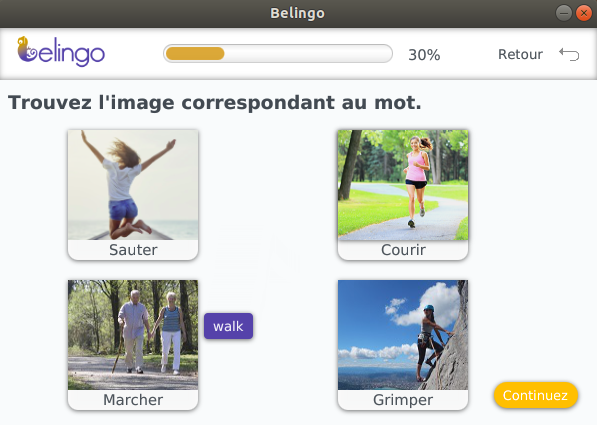 Belingo
Belingo
30%
Retour
Trouvez l'image correspondant au mot.
Sauter
Courir
walk
Marcher
Grimper
Continuez